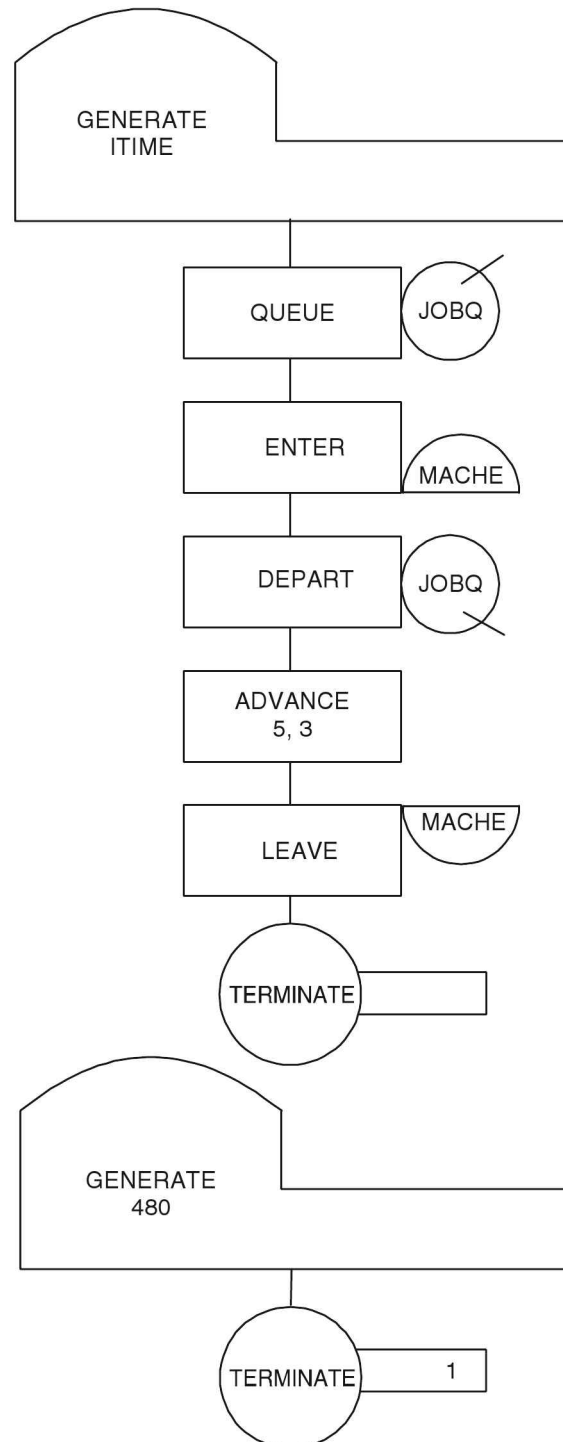 GENERATE
ITIME
QUEUE
JOBQ
ENTER
MACHE
DEPART
JOBQ
ADVANCE
5, 3
LEAVE
MACHE
TERMINATE
GENERATE
480
TERMINATE
1